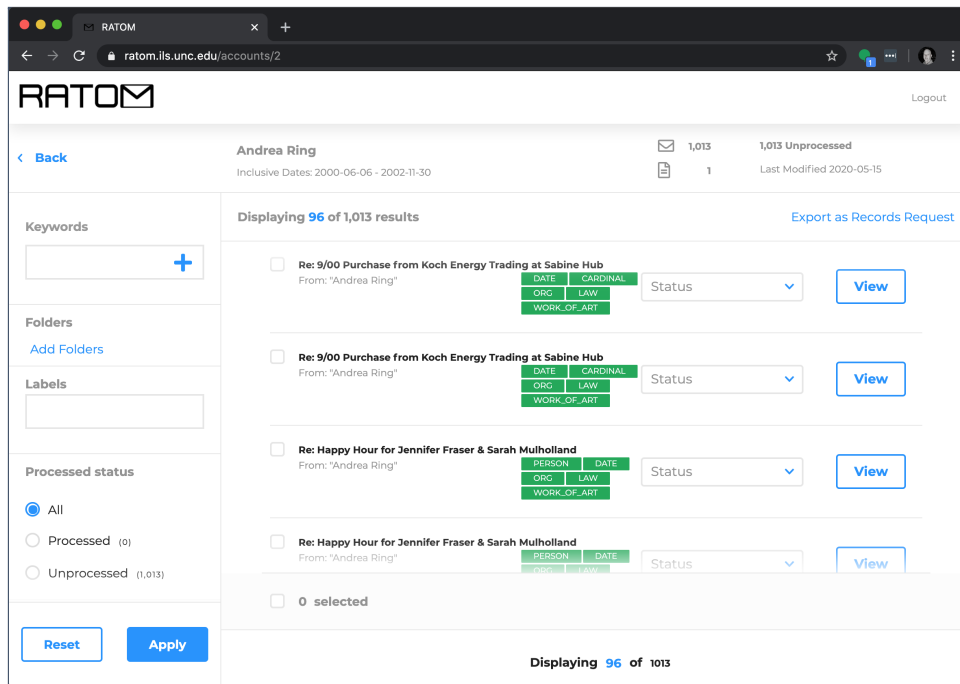 RATOM
ratom.ils.unc.edu/accounts/2
1
RATOM
Logout
Back
Andrea Ring
Inclusive Dates: 2000-06-06 - 2002-11-30
1,013
1
1,013 Unprocessed
Last Modified 2020-05-15
Keywords
Folders
Add Folders
Labels
Processed status
All
Processed (0)
Unprocessed (1,013)
Reset
Apply
Displaying 96 of 1,013 results
Export as Records Request
Re: 9/00 Purchase from Koch Energy Trading at Sabine Hub
From: "Andrea Ring"
DATE CARDINAL
ORG LAW
WORK_OF_ART
Status
View
Re: 9/00 Purchase from Koch Energy Trading at Sabine Hub
From: "Andrea Ring"
DATE CARDINAL
ORG LAW
WORK_OF_ART
Status
View
Re: Happy Hour for Jennifer Fraser & Sarah Mulholland
From: "Andrea Ring"
PERSON DATE
ORG LAW
WORK_OF_ART
Status
View
Re: Happy Hour for Jennifer Fraser & Sarah Mulholland
From: "Andrea Ring"
PERSON DATE
ORG LAW
Status
View
0 selected
Displaying 96 of 1013